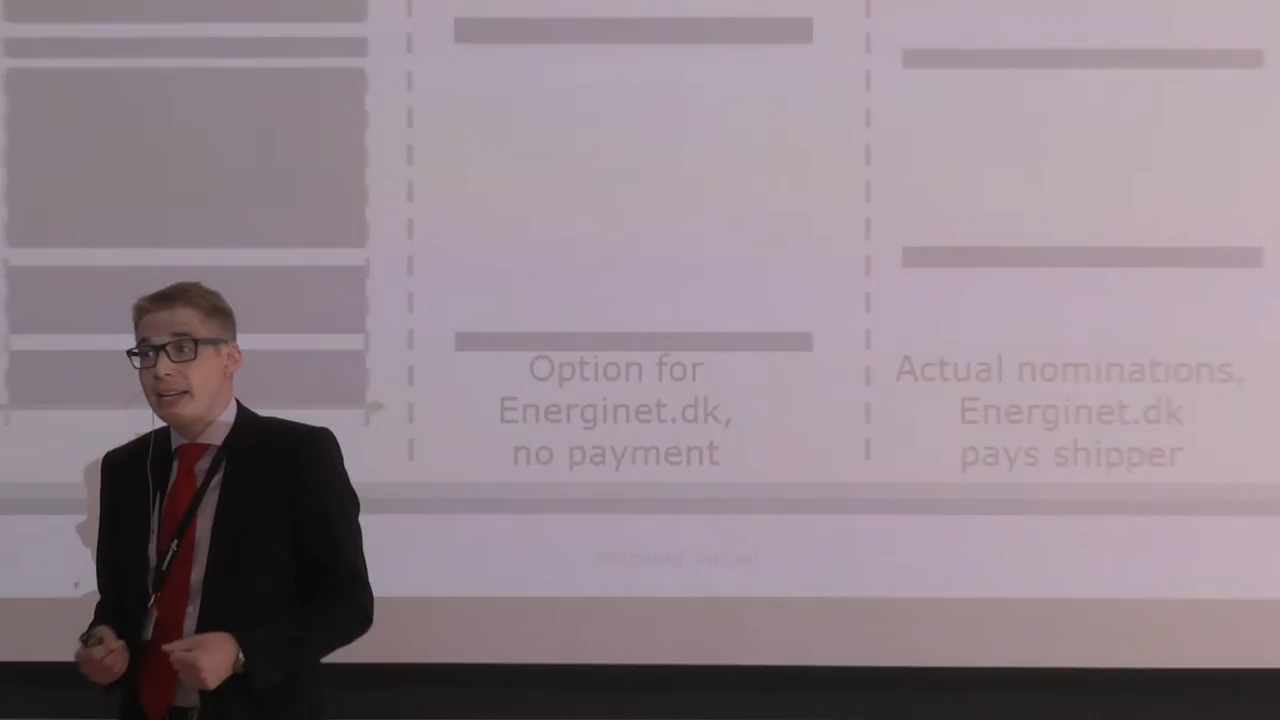 Option for
Energinet.dk,
no payment
Actual nominations,
Energinet.dk
pays shipper